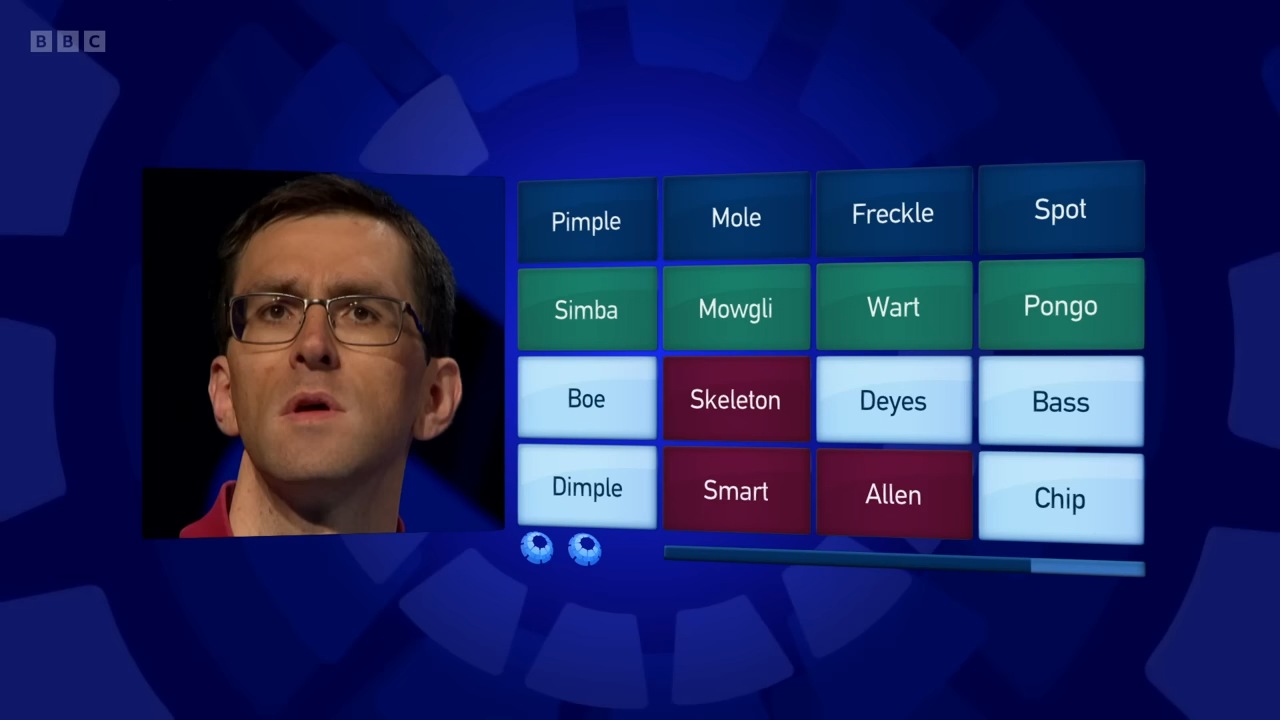 BBC
Pimple
Mole
Freckle
Spot
Simba
Mowgli
Wart
Pongo
Boe
Skeleton
Deyes
Bass
Dimple
Smart
Allen
Chip